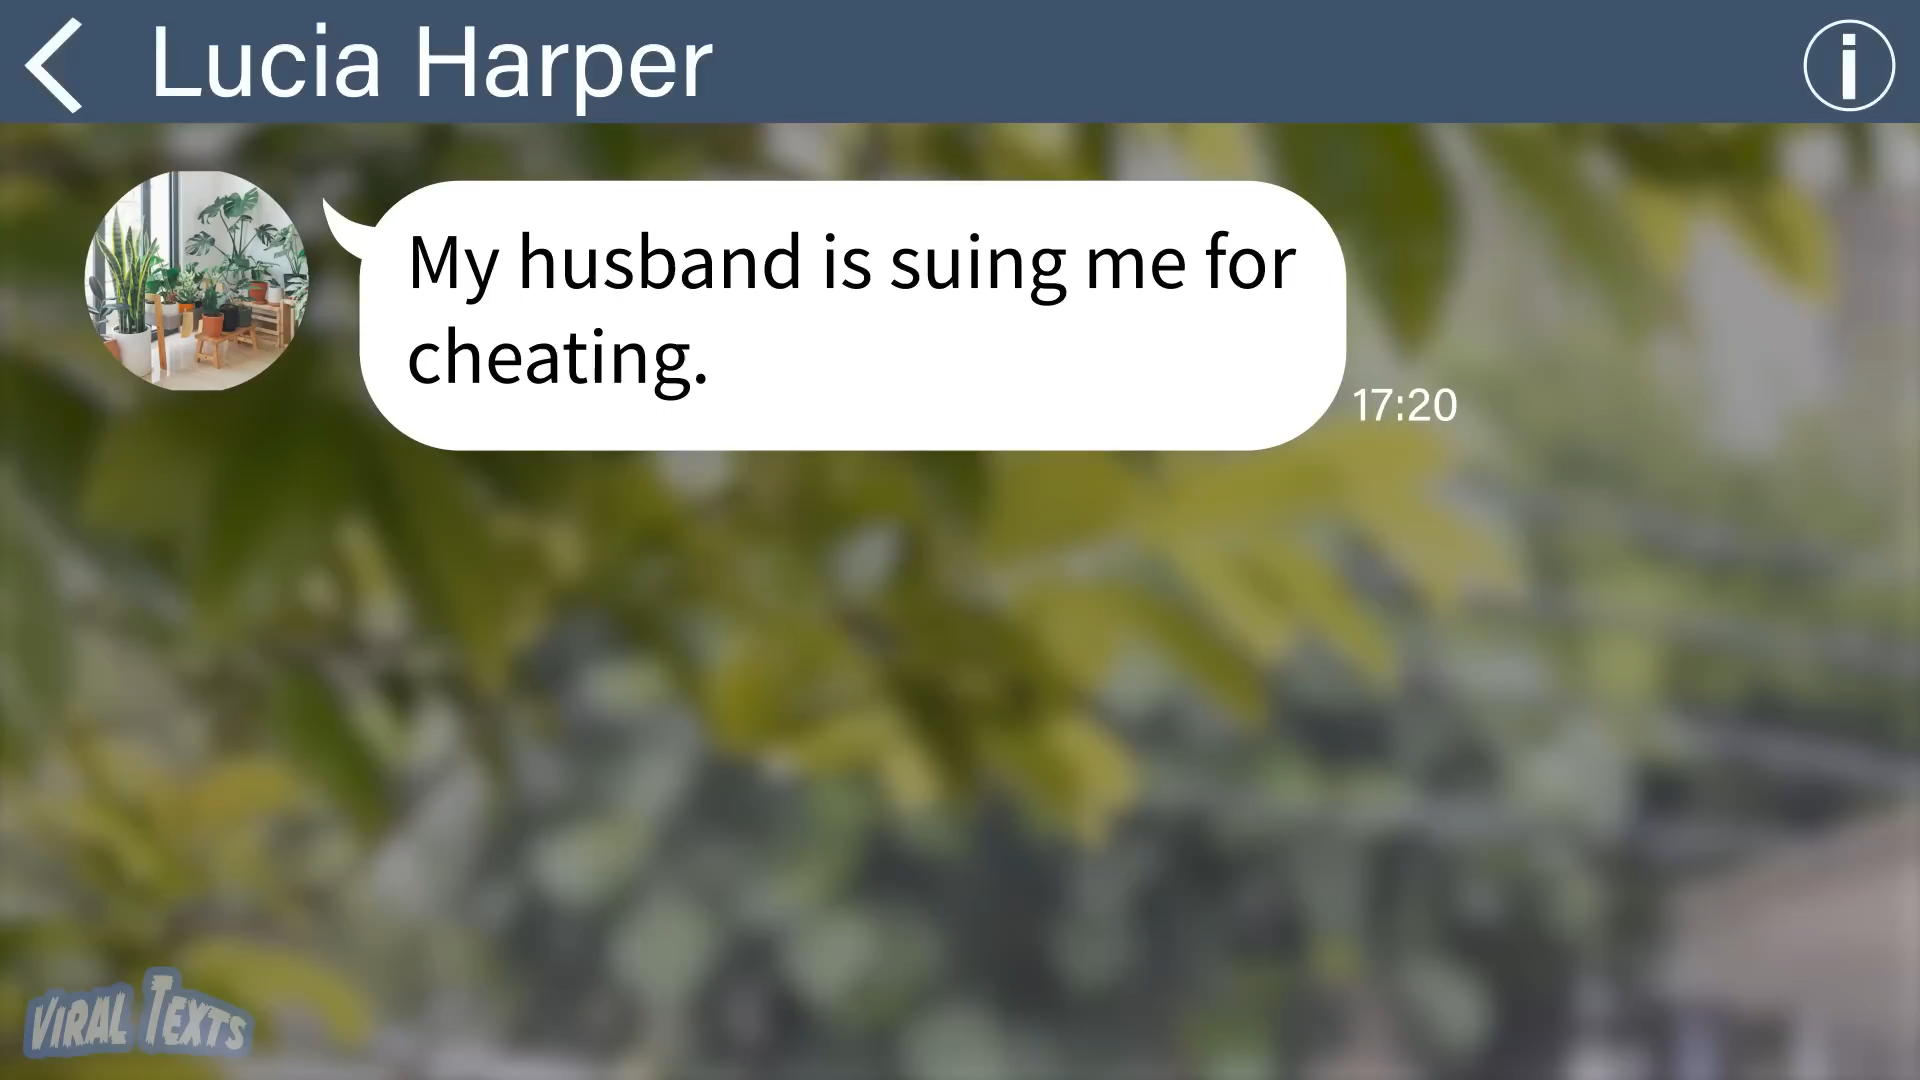 Lucia Harper
My husband is suing me for
cheating.
17:20
VIRAL TEXTS